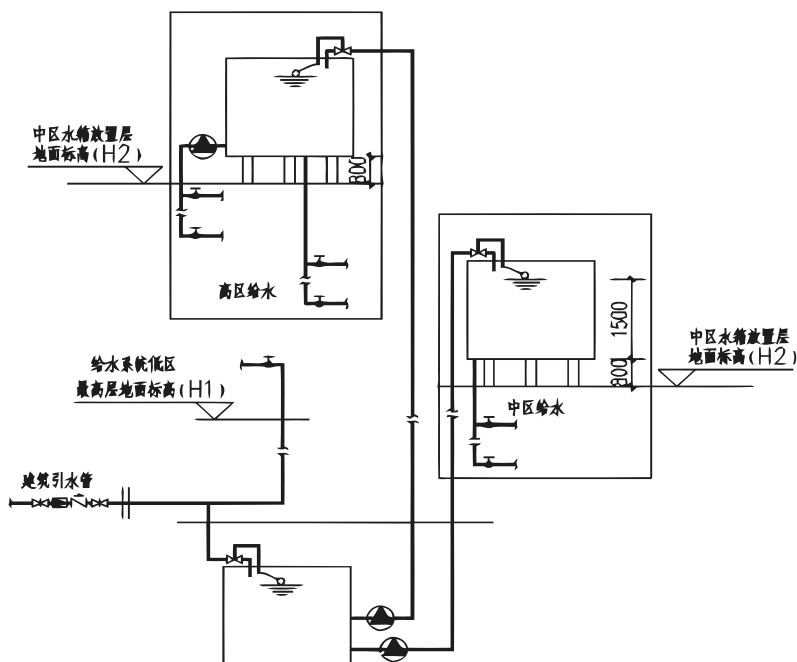 中区水箱放置层
地面标高(H2)
800
高区给水
给水系统低区
最高层地面标高(H1)
建筑引水管
1500
800
中区水箱放置层
地面标高(H2)
中区给水